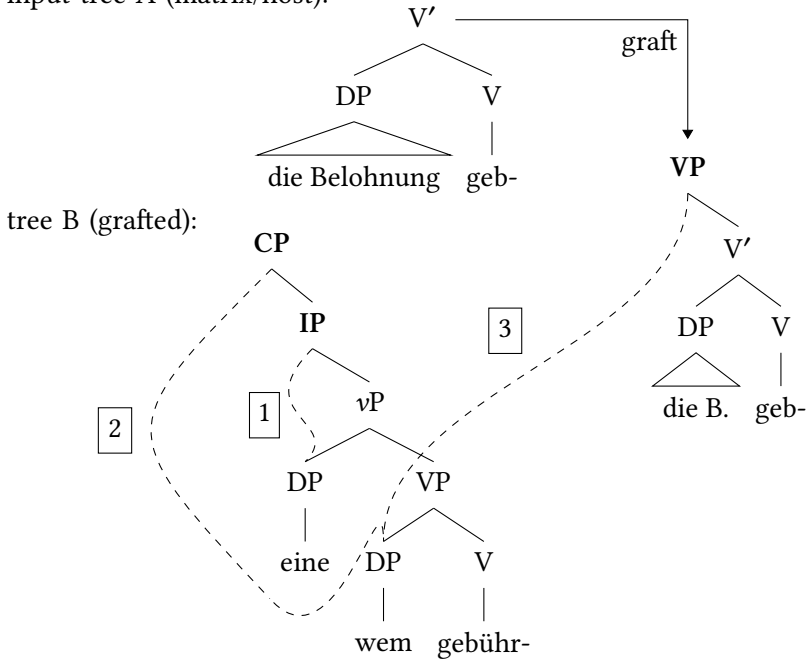 input tree A (matrix/host):
V′
graft
DP V
die Belohnung geb-
VP
tree B (grafted):
CP
V′
IP
3
DP V
vP
die B. geb-
2
1
DP VP
eine DP V
wem gebühr-